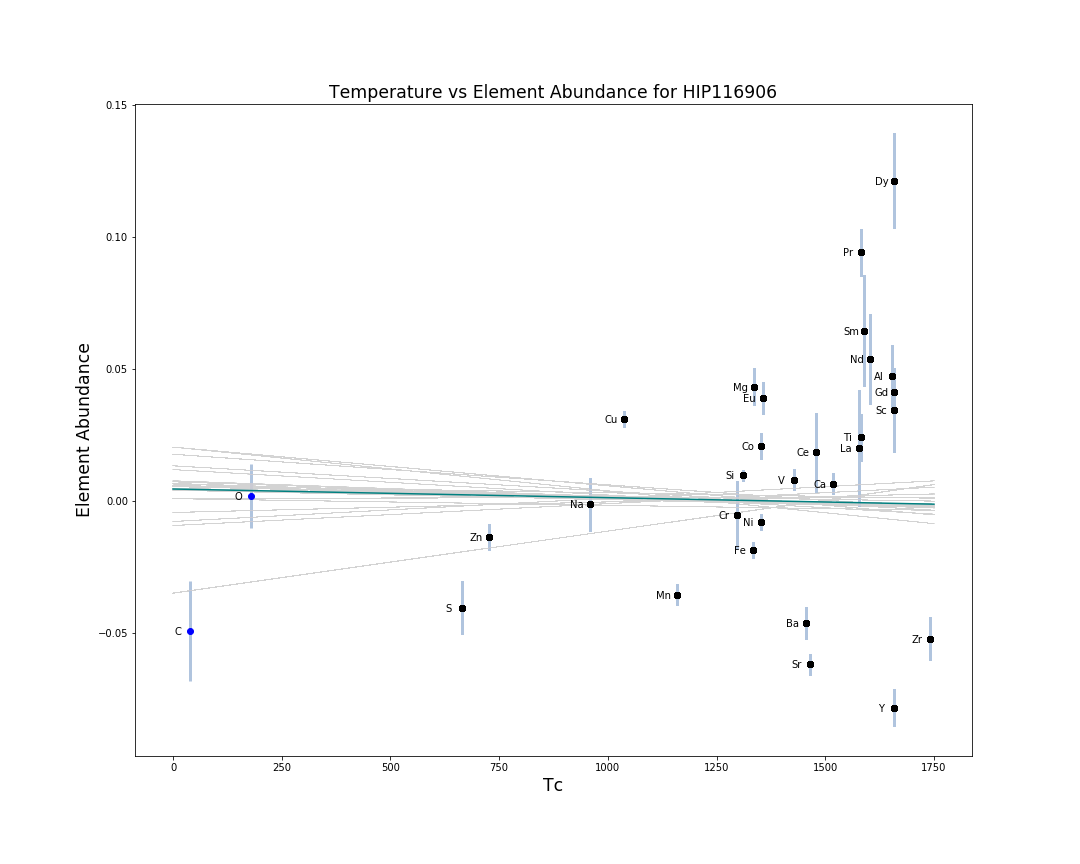 Temperature vs Element Abundance for HIP116906
0.15
Dy
0.10
Pr
Sm
Nd
0.05
Al
Mg
Gd
Eu
Sc
Cu
Ti
Co
La
Ce
Si
V
Ca
O
0.00
Na
Cr
Ni
Zn
Fe
Mn
S
Ba
C
−0.05
Zr
Sr
Y
0 250 500 750 1000 1250 1500 1750
Tc
Element Abundance